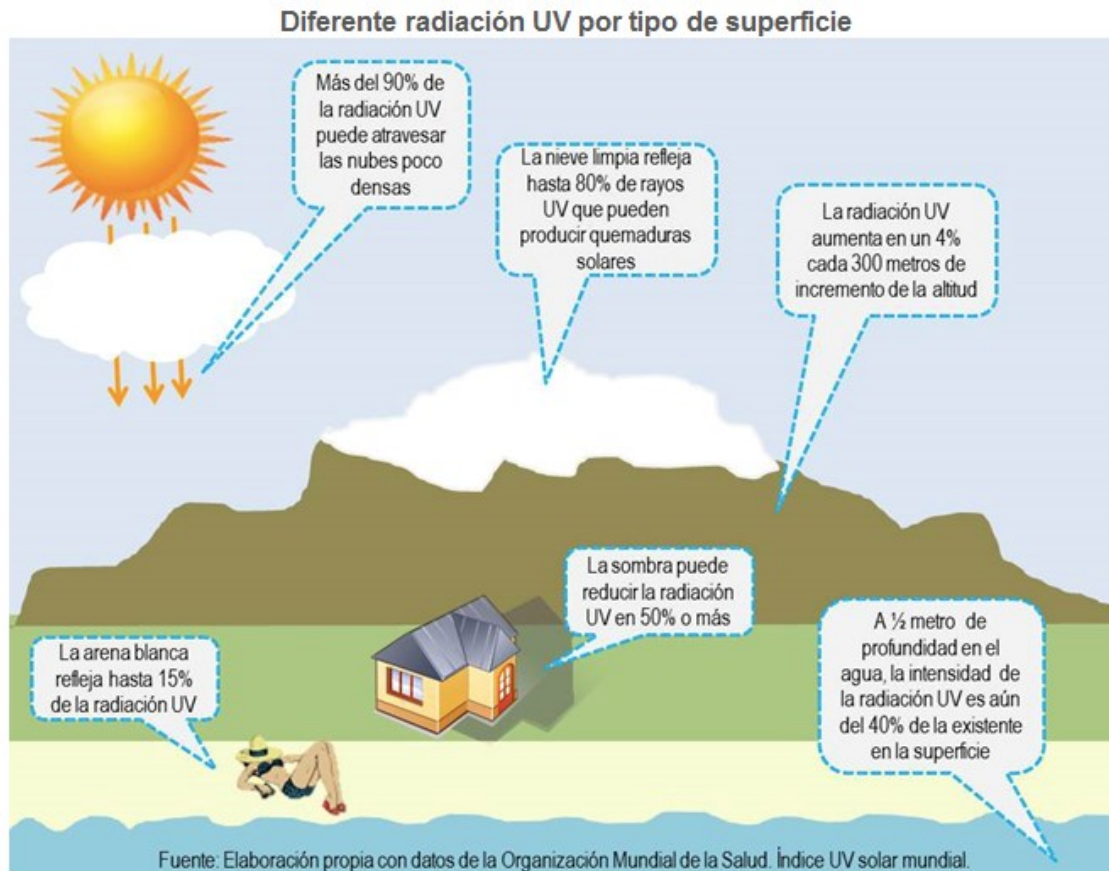 Diferente radiación UV por tipo de superficie
Más del 90% de
la radiación UV
puede atravesar
las nubes poco
densas
La nieve limpia refleja
hasta 80% de rayos
UV que pueden
producir quemaduras
solares
La radiación UV
aumenta en un 4%
cada 300 metros de
incremento de la altitud
La sombra puede
reducir la radiación
UV en 50% o más
La arena blanca
refleja hasta 15%
de la radiación UV
A ½ metro de
profundidad en el
agua, la intensidad de
la radiación UV es aún
del 40% de la existente
en la superficie
Fuente: Elaboración propia con datos de la Organización Mundial de la Salud. Índice UV solar mundial.